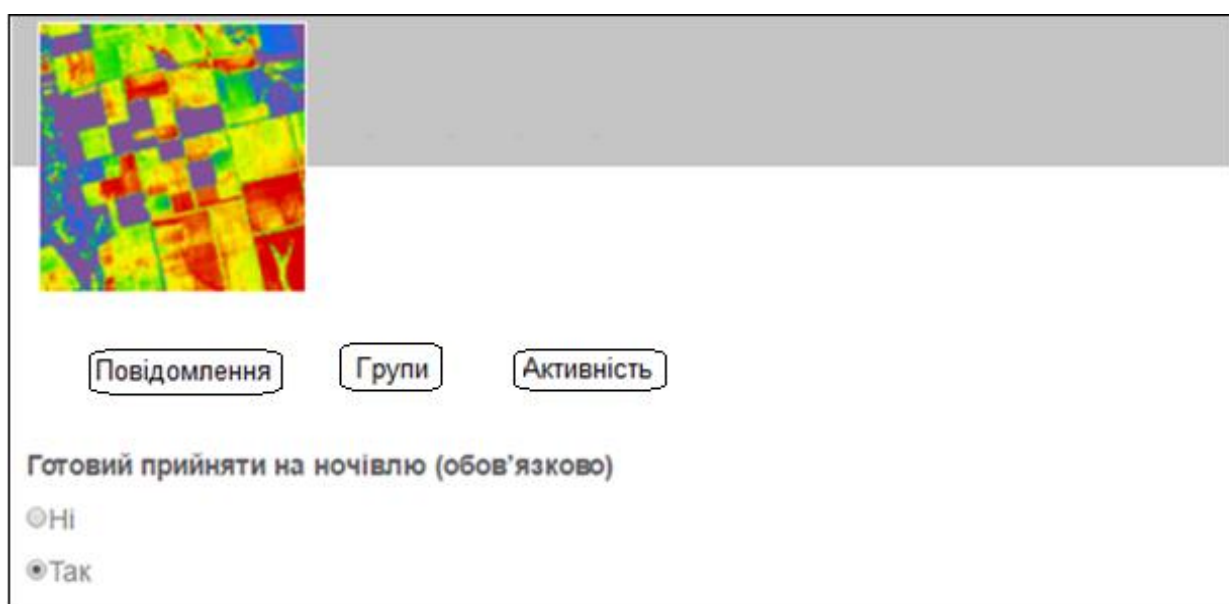 Повідомлення Групи Активність
Готовий прийняти на ночівлю (обов'язково)
Ні
Так